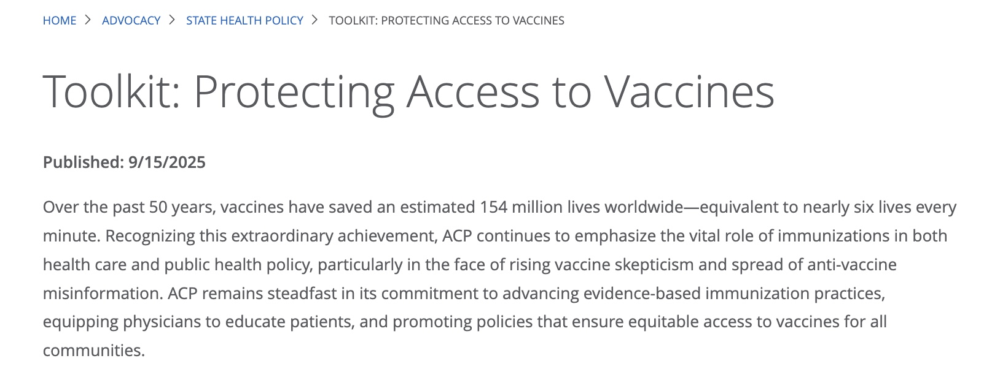 HOME > ADVOCACY > STATE HEALTH POLICY > TOOLKIT: PROTECTING ACCESS TO VACCINES
Toolkit: Protecting Access to Vaccines
Published: 9/15/2025
Over the past 50 years, vaccines have saved an estimated 154 million lives worldwide—equivalent to nearly six lives every
minute. Recognizing this extraordinary achievement, ACP continues to emphasize the vital role of immunizations in both
health care and public health policy, particularly in the face of rising vaccine skepticism and spread of anti-vaccine
misinformation. ACP remains steadfast in its commitment to advancing evidence-based immunization practices,
equipping physicians to educate patients, and promoting policies that ensure equitable access to vaccines for all
communities.